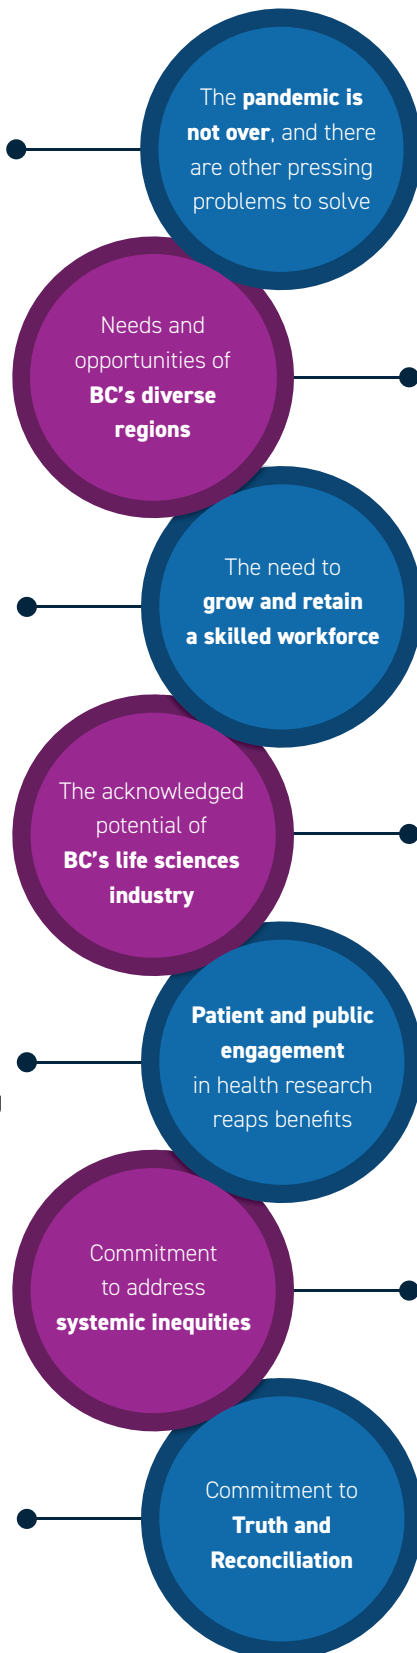 The pandemic is
not over, and there
are other pressing
problems to solve
Needs and
opportunities of
BC's diverse
regions
The need to
grow and retain
a skilled workforce
The acknowledged
potential of
BC's life sciences
industry
Patient and public
engagement
in health research
reaps benefits
Commitment
to address
systemic inequities
Commitment to
Truth and
Reconciliation